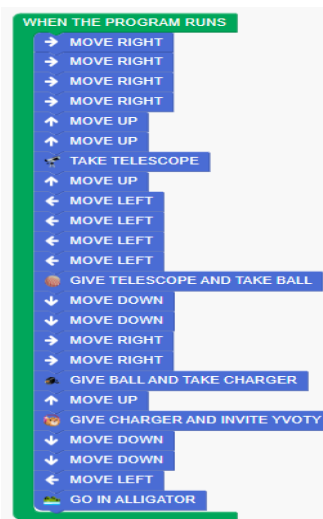 WHEN THE PROGRAM RUNS
MOVE RIGHT
MOVE RIGHT
MOVE RIGHT
MOVE RIGHT
MOVE UP
MOVE UP
TAKE TELESCOPE
MOVE UP
MOVE LEFT
MOVE LEFT
MOVE LEFT
MOVE LEFT
GIVE TELESCOPE AND TAKE BALL
MOVE DOWN
MOVE DOWN
MOVE RIGHT
MOVE RIGHT
GIVE BALL AND TAKE CHARGER
MOVE UP
GIVE CHARGER AND INVITE YVOTY
MOVE DOWN
MOVE DOWN
MOVE LEFT
GO IN ALLIGATOR